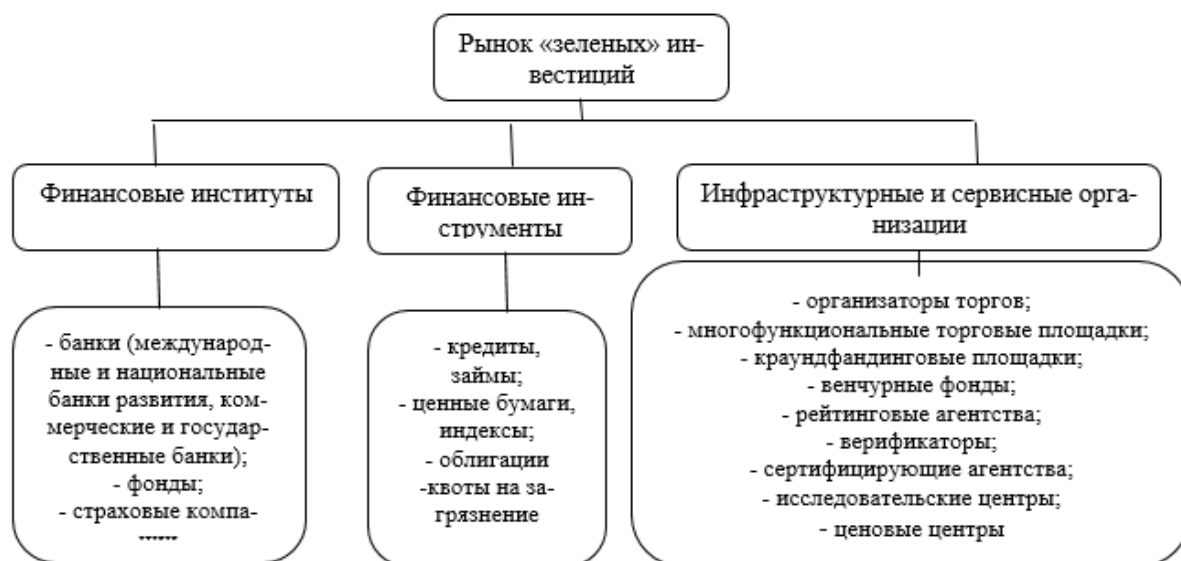 Рынок «зеленых» ин-
вестиций
Финансовые институты
Финансовые ин-
струменты
Инфраструктурные и сервисные орга-
низации
- банки (международ-
ные и национальные
банки развития, ком-
мерческие и государ-
ственные банки);
- фонды;
- страховые компа-
- кредиты,
займы;
- ценные бумаги,
индексы;
- облигации
-квоты на за-
грязнение
- организаторы торгов;
- многофункциональные торговые площадки;
- краундфандинговые площадки;
- венчурные фонды;
- рейтинговые агентства;
- верификаторы;
- сертифицирующие агентства;
- исследовательские центры;
- ценовые центры